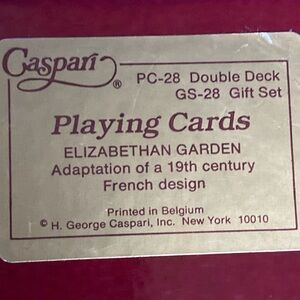 Caspari ®
PC-28 Double Deck
GS-28 Gift Set
Playing Cards
ELIZABETHAN GARDEN
Adaptation of a 19th century
French design
Printed in Belgium
© H. George Caspari, Inc. New York 10010